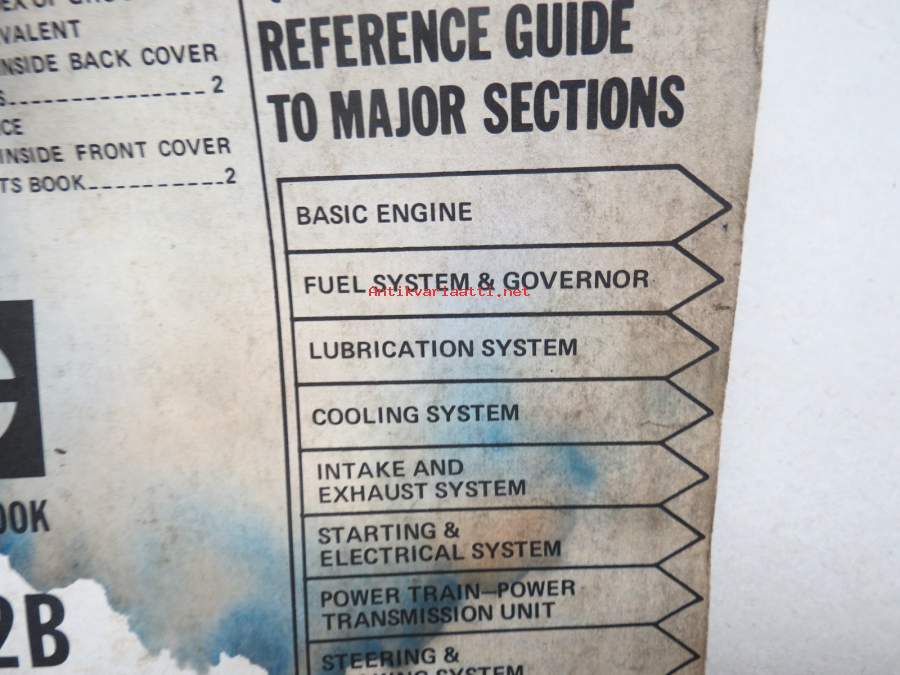 VALENT
INSIDE BACK COVER
2
INSIDE FRONT COVER
BOOK 2
OOK
2B
REFERENCE GUIDE
TO MAJOR SECTIONS
BASIC ENGINE
FUEL SYSTEM & GOVERNOR
Antikvariaatti.net
LUBRICATION SYSTEM
COOLING SYSTEM
INTAKE AND
EXHAUST SYSTEM
STARTING &
ELECTRICAL SYSTEM
POWER TRAIN—POWER
TRANSMISSION UNIT
STEERING &
SYSTEM